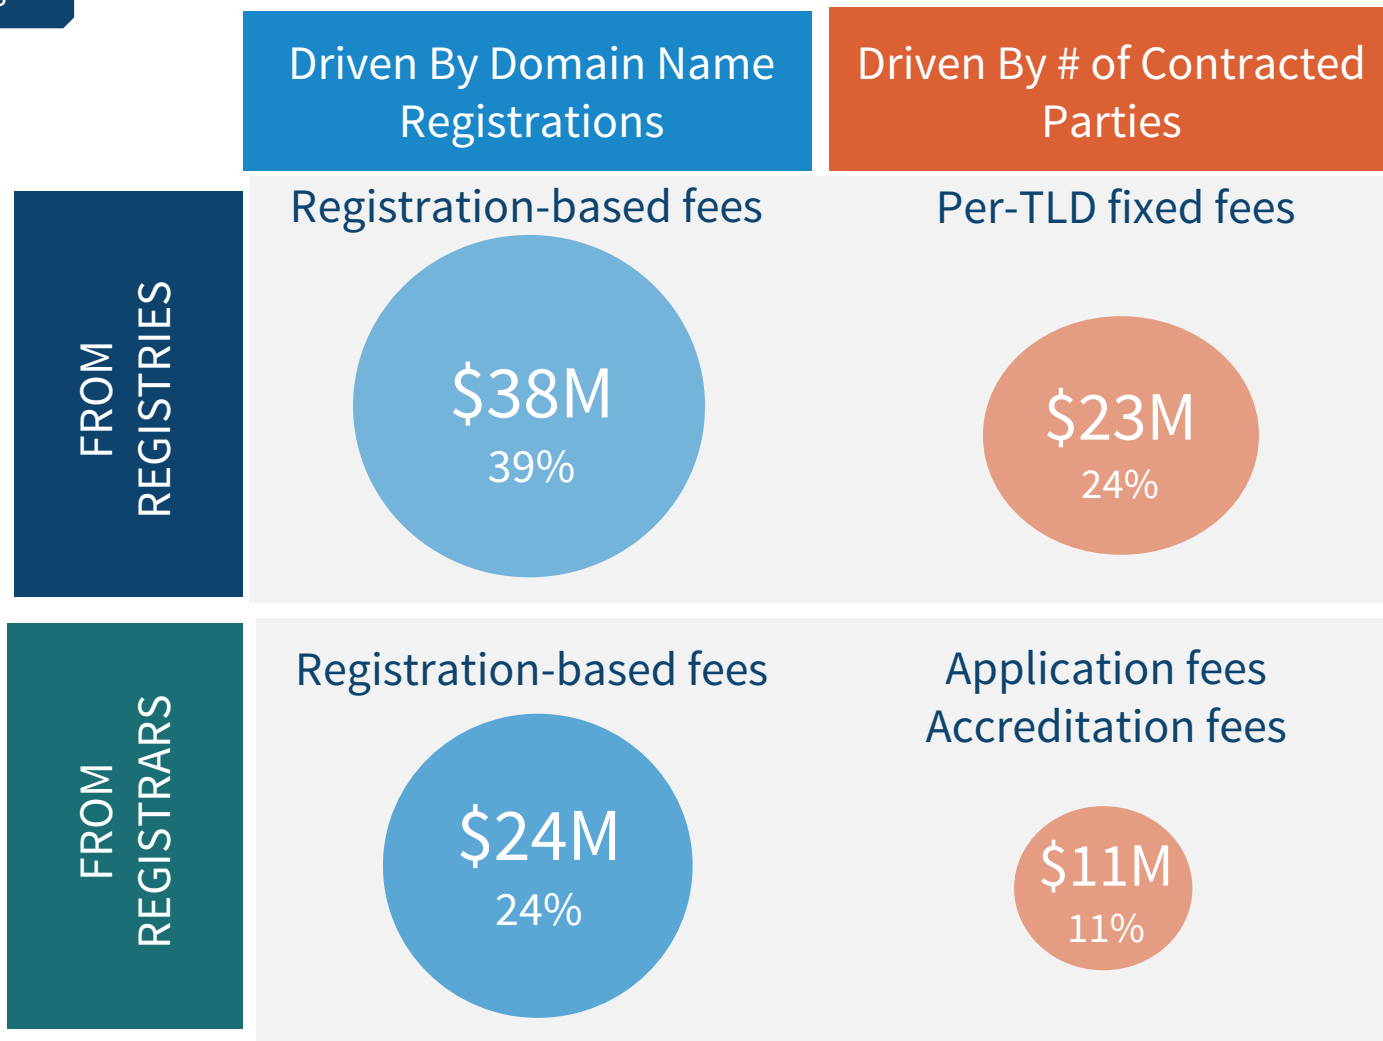 Driven By Domain Name
Registrations
Driven By # of Contracted
Parties
FROM
REGISTRIES
Registration-based fees
$38M
39%
Per-TLD fixed fees
$23M
24%
FROM
REGISTRARS
Registration-based fees
$24M
24%
Application fees
Accreditation fees
$11M
11%